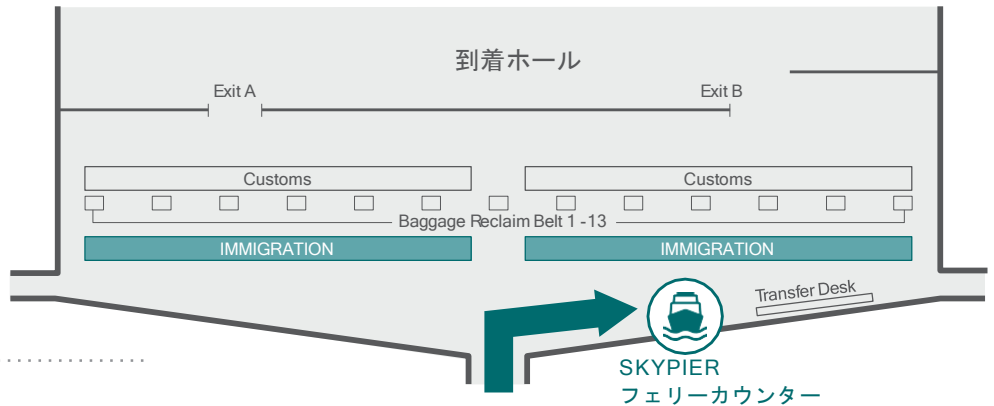 到着ホール
Exit A
Exit B
Customs
Customs
Baggage Reclaim Belt 1 -13
IMMIGRATION
IMMIGRATION
Transfer Desk
SKYPIER
フェリーカウンター